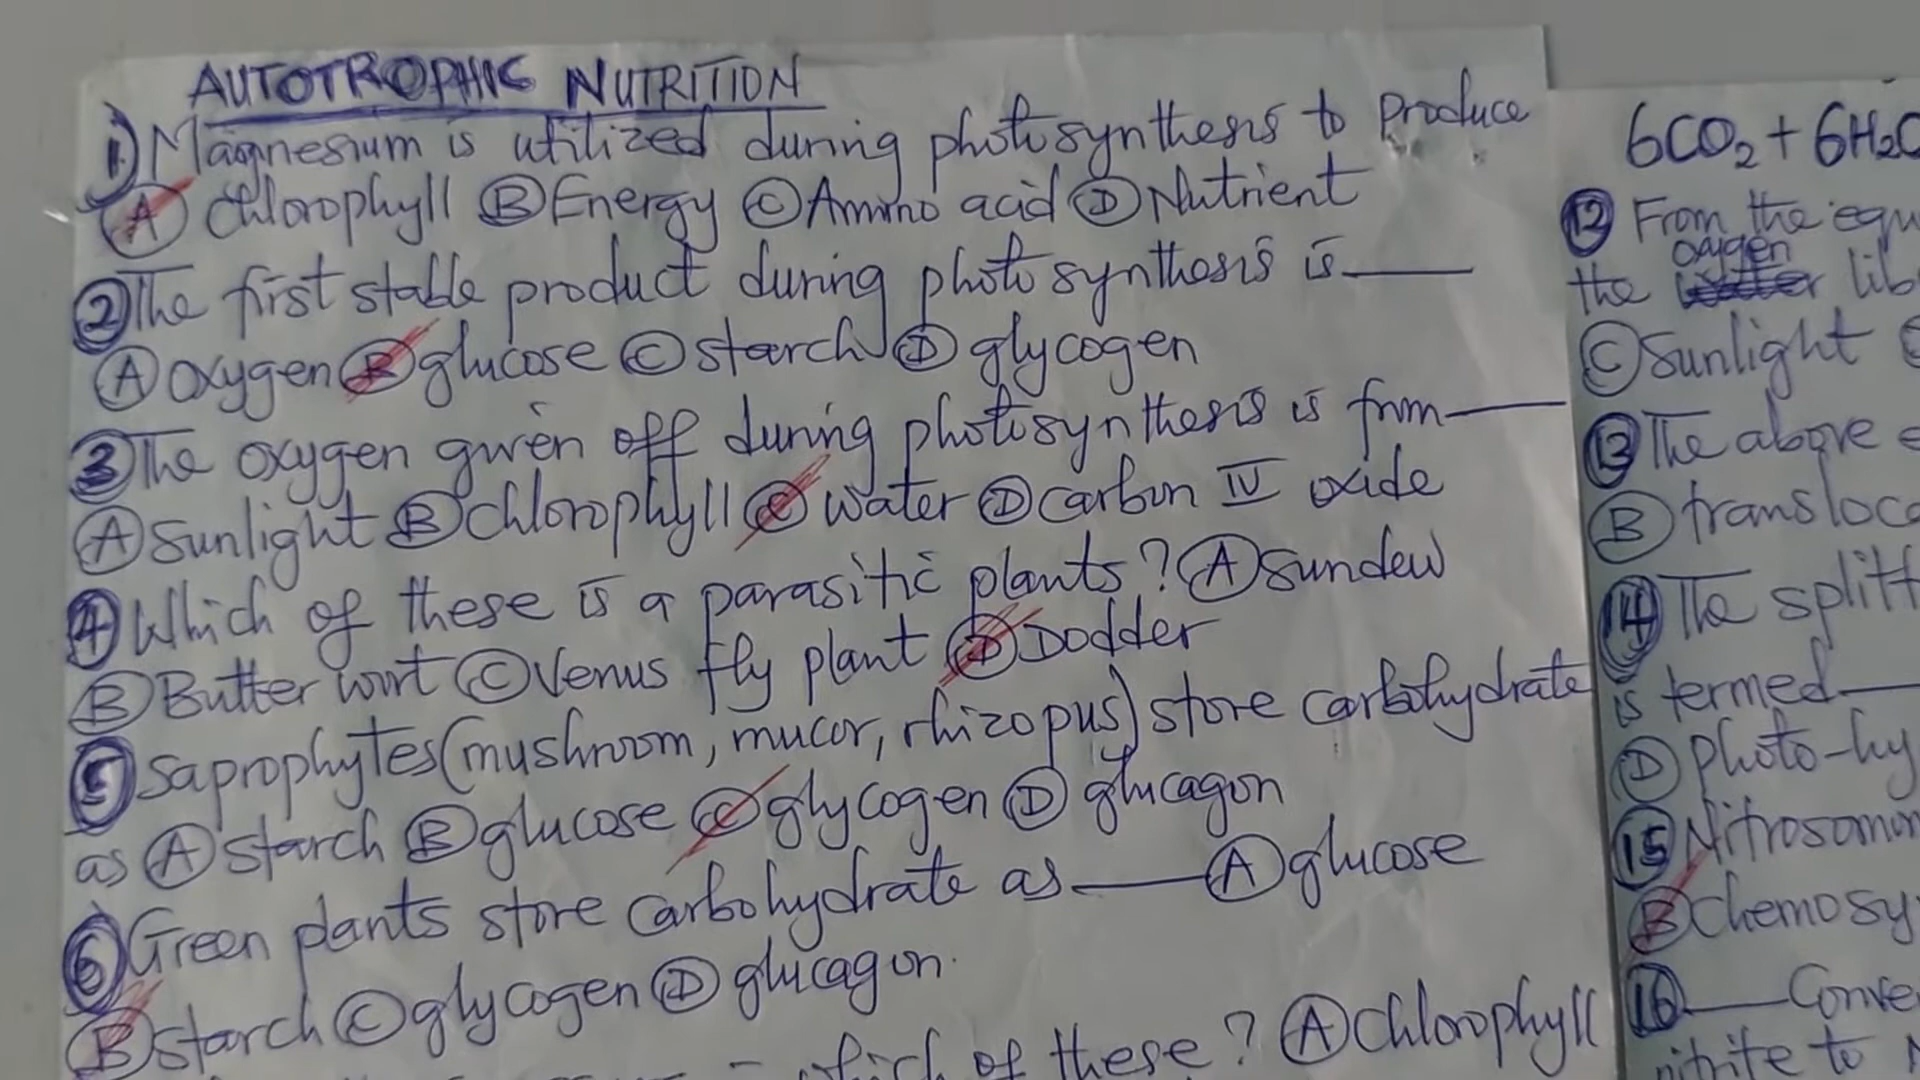 AUTOTROPHIC NUTRITION
1) Magnesium is utilized during photosynthesis to produce
A chlorophyll B Energy C Amino acid D Nutrient
2 The first stable product during photosynthesis is ____
A oxygen B glucose C starch D glycogen
3 The oxygen given off during photosynthesis is from ____
A Sunlight B chlorophyll C water D carbon IV oxide
4 Which of these is a parasitic plants? A Sundew
B Butter wort C Venus fly plant D Dodder
5 Saprophytes (mushroom, mucor, rhizopus) store carbohydrate
as A starch B glucose C glycogen D glucagon
6 Green plants store carbohydrate as ____ A glucose
B starch C glycogen D glucagon.
which of these? A Chlorophyll
6CO₂ + 6H₂O
12 From the equ
oxygen
the lib
C Sunlight
13 The above e
B transloca
14 The splitt
is termed ____
D photo-hy
15 Nitrosomon
B Chemosy
16 ____ Conve
nitrite to N